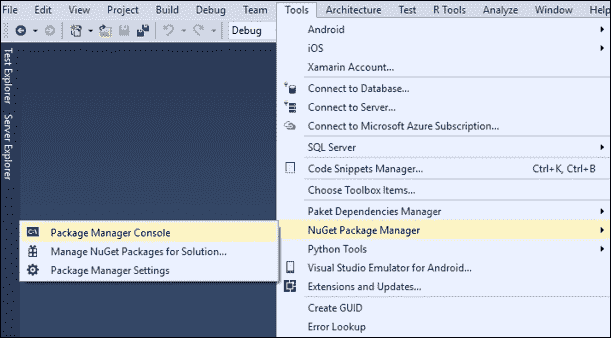 File Edit View Project Build Debug Team Tools Architecture Test R Tools Analyze Window Help
Debug
Test Explorer
Server Explorer
Android
iOS
Xamarin Account...
Connect to Database...
Connect to Server...
Connect to Microsoft Azure Subscription...
SQL Server
Code Snippets Manager... Ctrl+K, Ctrl+B
Choose Toolbox Items...
Paket Dependencies Manager
NuGet Package Manager
Python Tools
Visual Studio Emulator for Android...
Extensions and Updates...
Create GUID
Error Lookup
C:\
Package Manager Console
Manage NuGet Packages for Solution...
Package Manager Settings